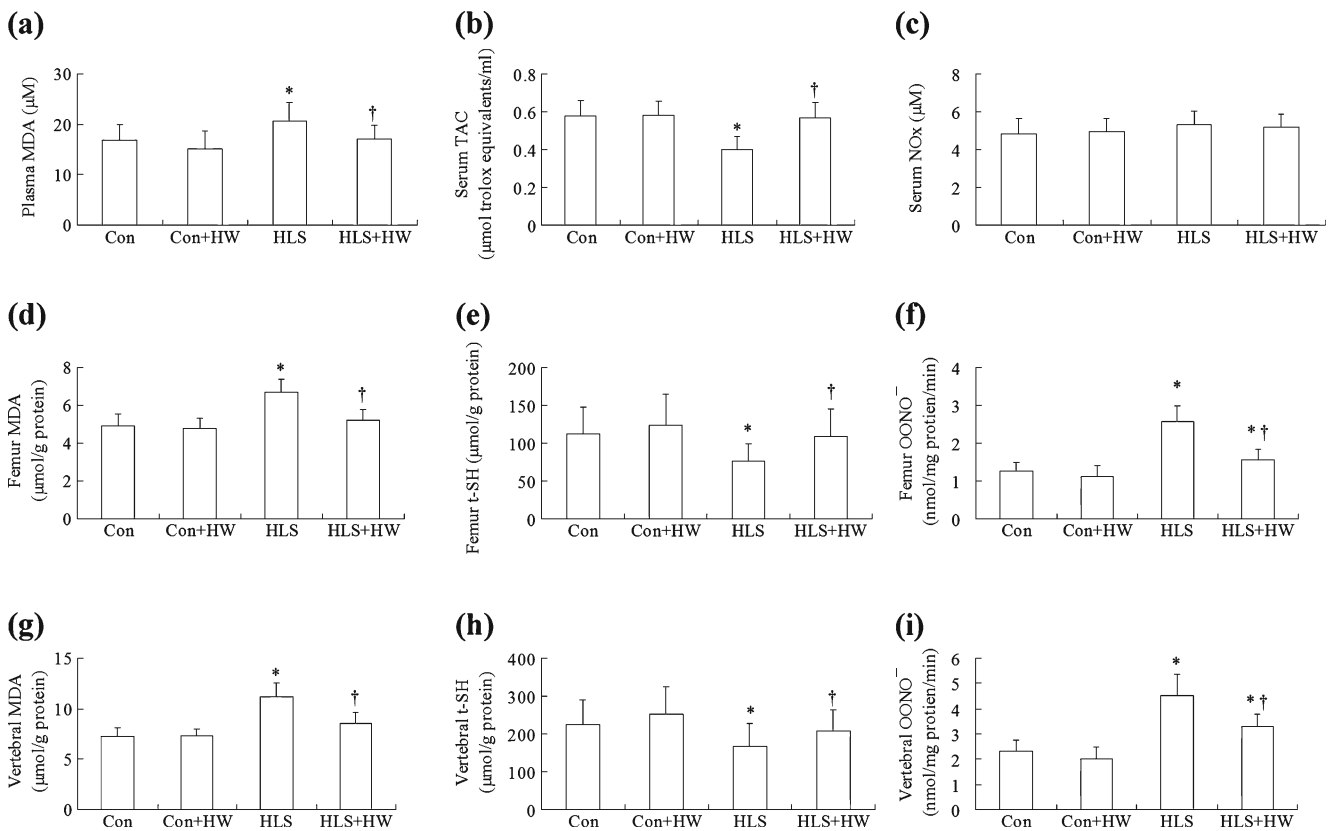 (a)
Plasma MDA (μM)
30
20
10
0
*
†
Con Con+HW HLS HLS+HW
(b)
Serum TAC
(μmol trolox equivalents/ml)
0.8
0.6
0.4
0.2
0
*
†
Con Con+HW HLS HLS+HW
(c)
Serum NOx (μM)
8
6
4
2
0
Con Con+HW HLS HLS+HW
(d)
Femur MDA
(μmol/g protein)
8
6
4
2
0
*
†
Con Con+HW HLS HLS+HW
(e)
Femur t-SH (μmol/g protein)
200
150
100
50
0
*
†
Con Con+HW HLS HLS+HW
(f)
Femur OONO⁻
(nmol/mg protien/min)
4
3
2
1
0
*
*†
Con Con+HW HLS HLS+HW
(g)
Vertebral MDA
(μmol/g protein)
15
10
5
0
*
†
Con Con+HW HLS HLS+HW
(h)
Vertebral t-SH
(μmol/g protein)
400
300
200
100
0
*
†
Con Con+HW HLS HLS+HW
(i)
Vertebral OONO⁻
(nmol/mg protien/min)
6
5
4
3
2
1
0
*
*†
Con Con+HW HLS HLS+HW